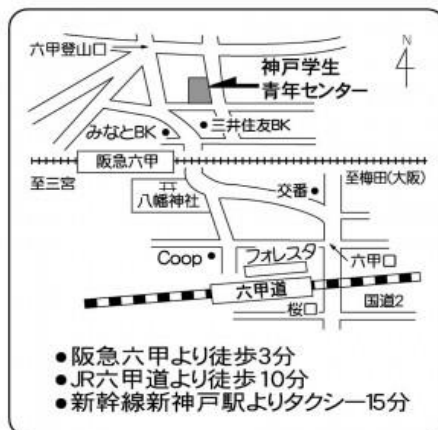 N
六甲登山口
神戸学生
青年センター
みなとBK
三井住友BK
阪急六甲
至三宮
至梅田(大阪)
八幡神社
交番
Coop
フォレスタ
六甲口
六甲道
桜口
国道2
●阪急六甲より徒歩3分
●JR六甲道より徒歩10分
●新幹線新神戸駅よりタクシー15分